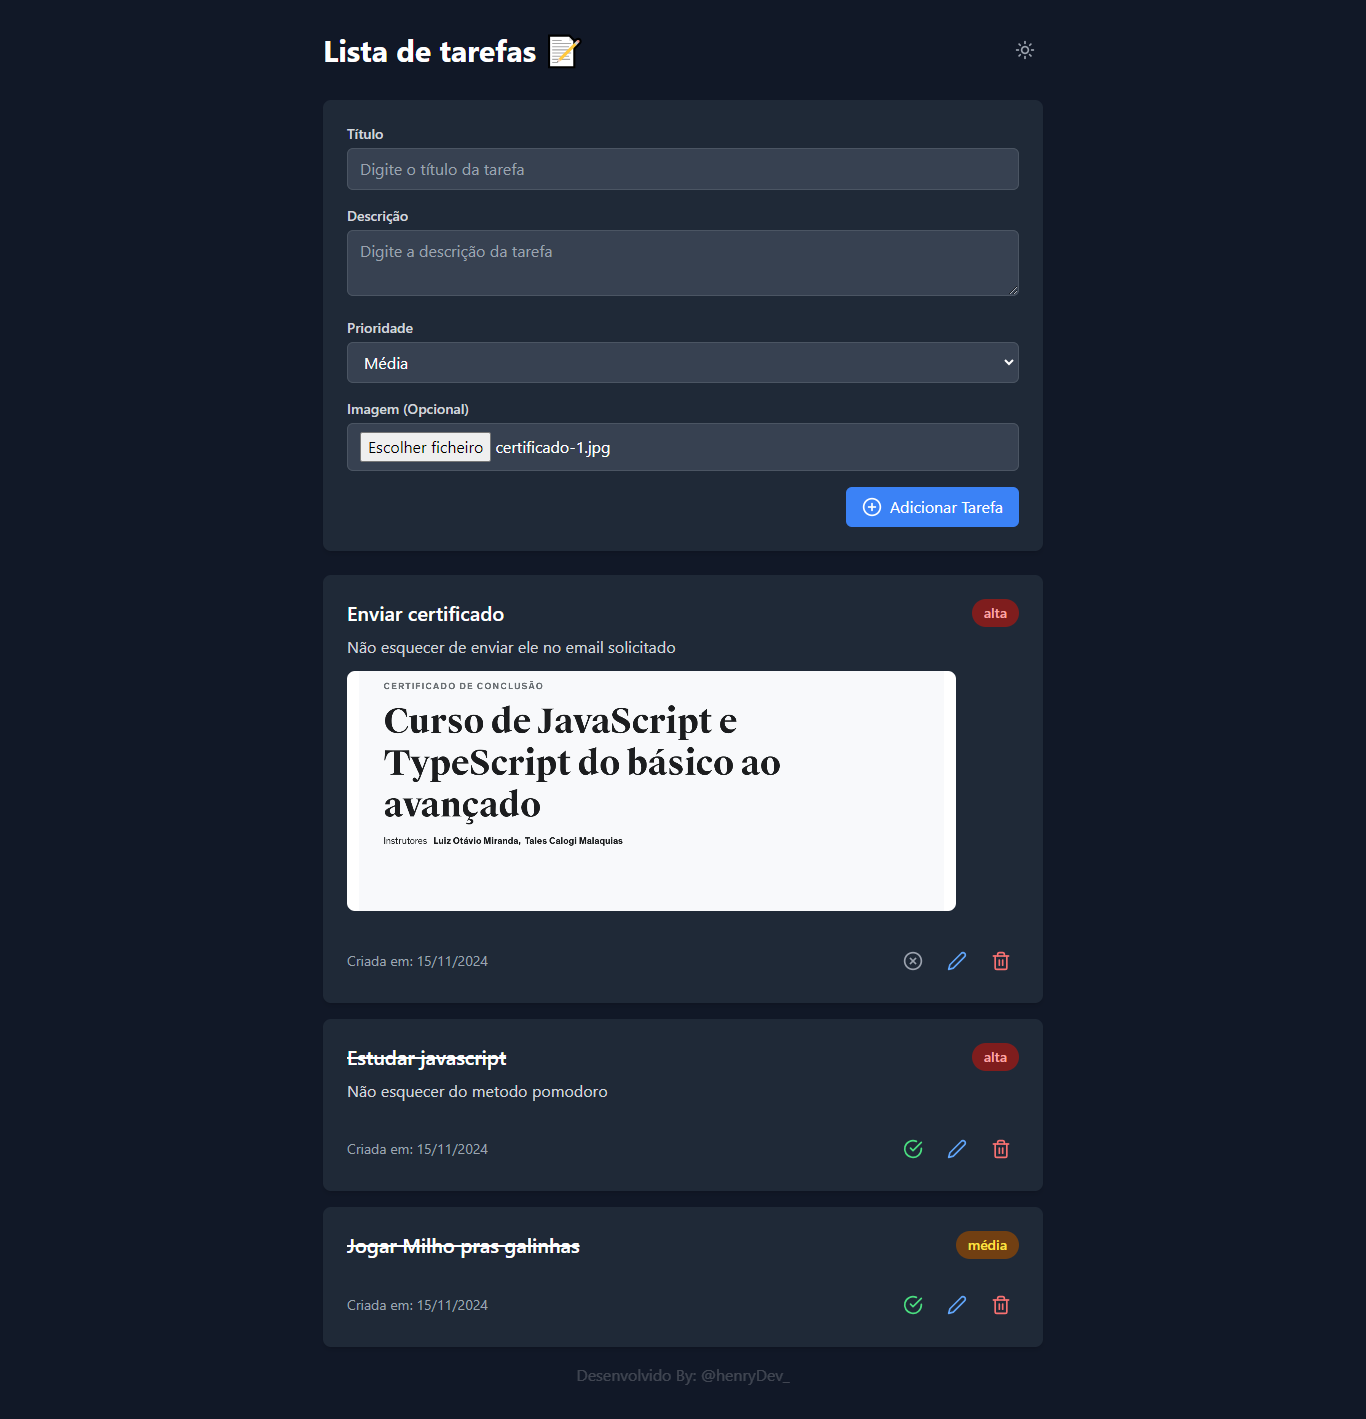 Lista de tarefas
Título
Digite o título da tarefa
Descrição
Digite a descrição da tarefa
Prioridade
Média
Imagem (Opcional)
Escolher ficheiro certificado-1.jpg
Adicionar Tarefa
Enviar certificado alta
Não esquecer de enviar ele no email solicitado
CERTIFICADO DE CONCLUSÃO
Curso de JavaScript e
TypeScript do básico ao
avançado
Instrutores Luiz Otávio Miranda, Tales Calogi Malaquias
Criada em: 15/11/2024
Estudar javascript alta
Não esquecer do metodo pomodoro
Criada em: 15/11/2024
Jogar Milho pras galinhas média
Criada em: 15/11/2024
Desenvolvido By: @henryDev_